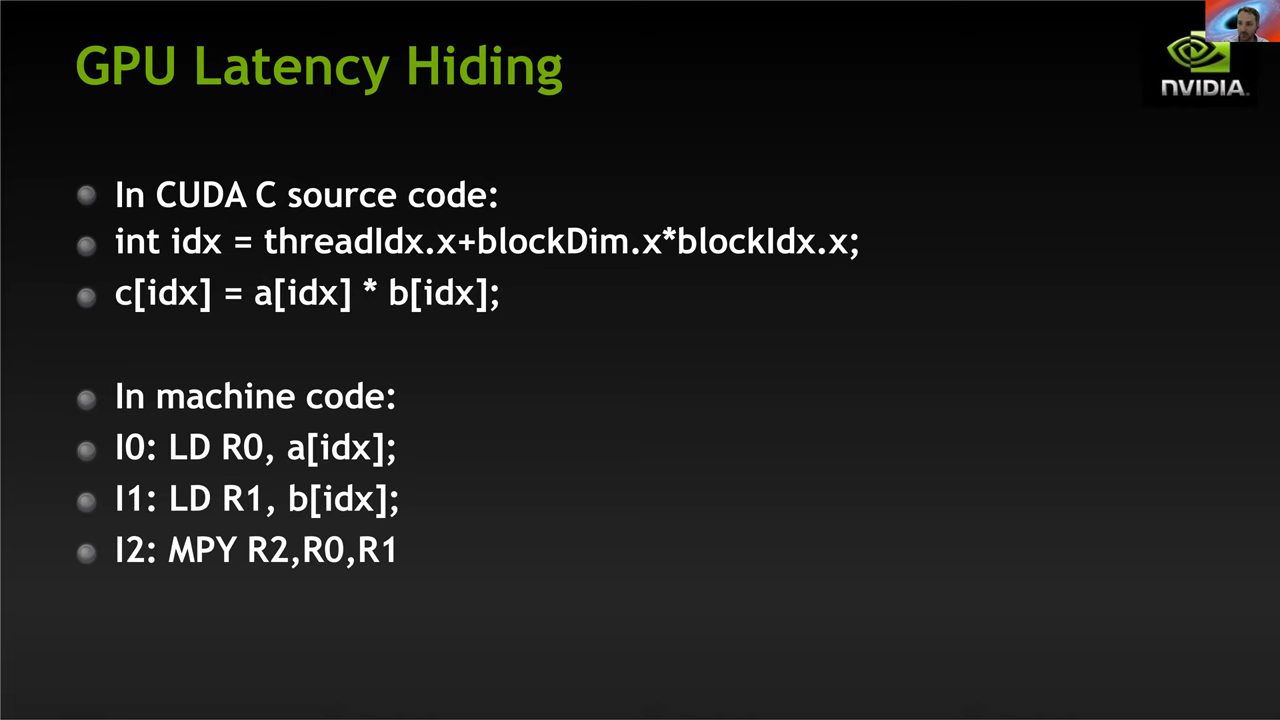 GPU Latency Hiding
NVIDIA.
In CUDA C source code:
int idx = threadIdx.x+blockDim.x*blockIdx.x;
c[idx] = a[idx] * b[idx];
In machine code:
I0: LD R0, a[idx];
I1: LD R1, b[idx];
I2: MPY R2,R0,R1